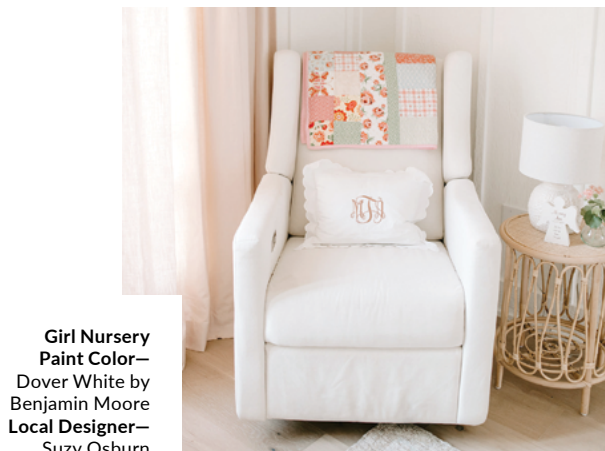 Girl Nursery
Paint Color—
Dover White by
Benjamin Moore
Local Designer—
Suzy Osburn